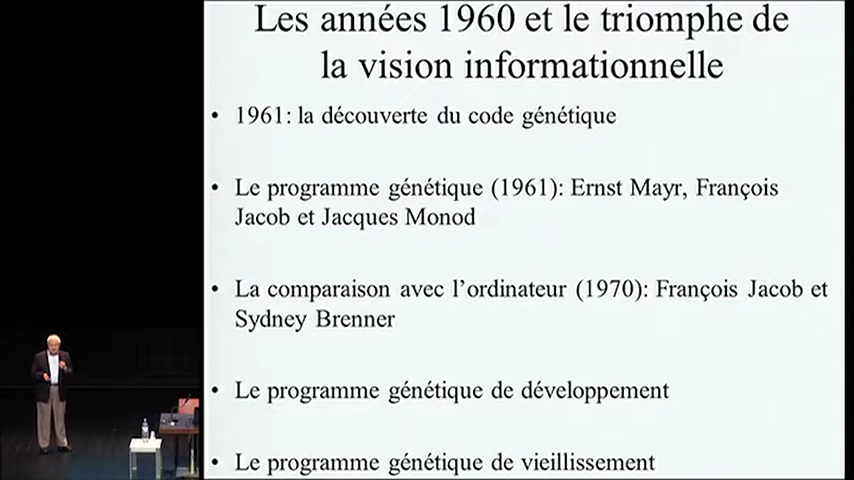 Les années 1960 et le triomphe de
la vision informationnelle
• 1961: la découverte du code génétique
• Le programme génétique (1961): Ernst Mayr, François
Jacob et Jacques Monod
• La comparaison avec l’ordinateur (1970): François Jacob et
Sydney Brenner
• Le programme génétique de développement
• Le programme génétique de vieillissement